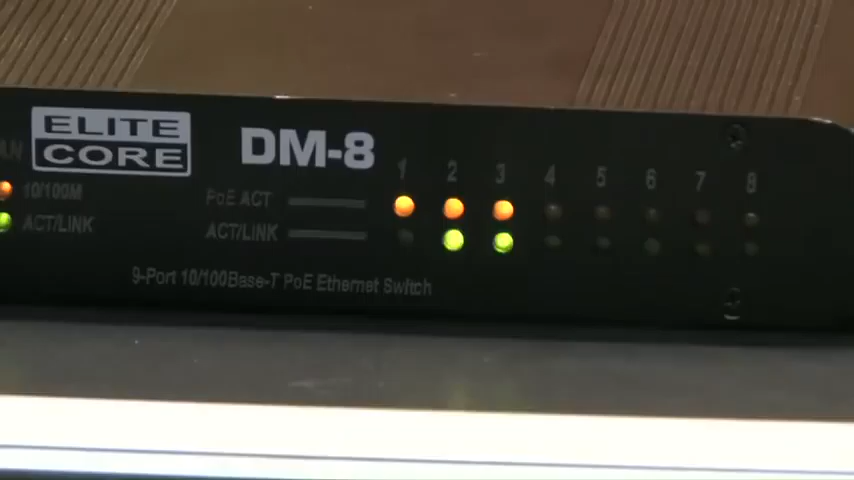 ELITE
CORE
DM-8
10/100M
ACT/LINK
1 2 3 4 5 6 7 8
PoE ACT
ACT/LINK
9-Port 10/100Base-T PoE Ethernet Switch